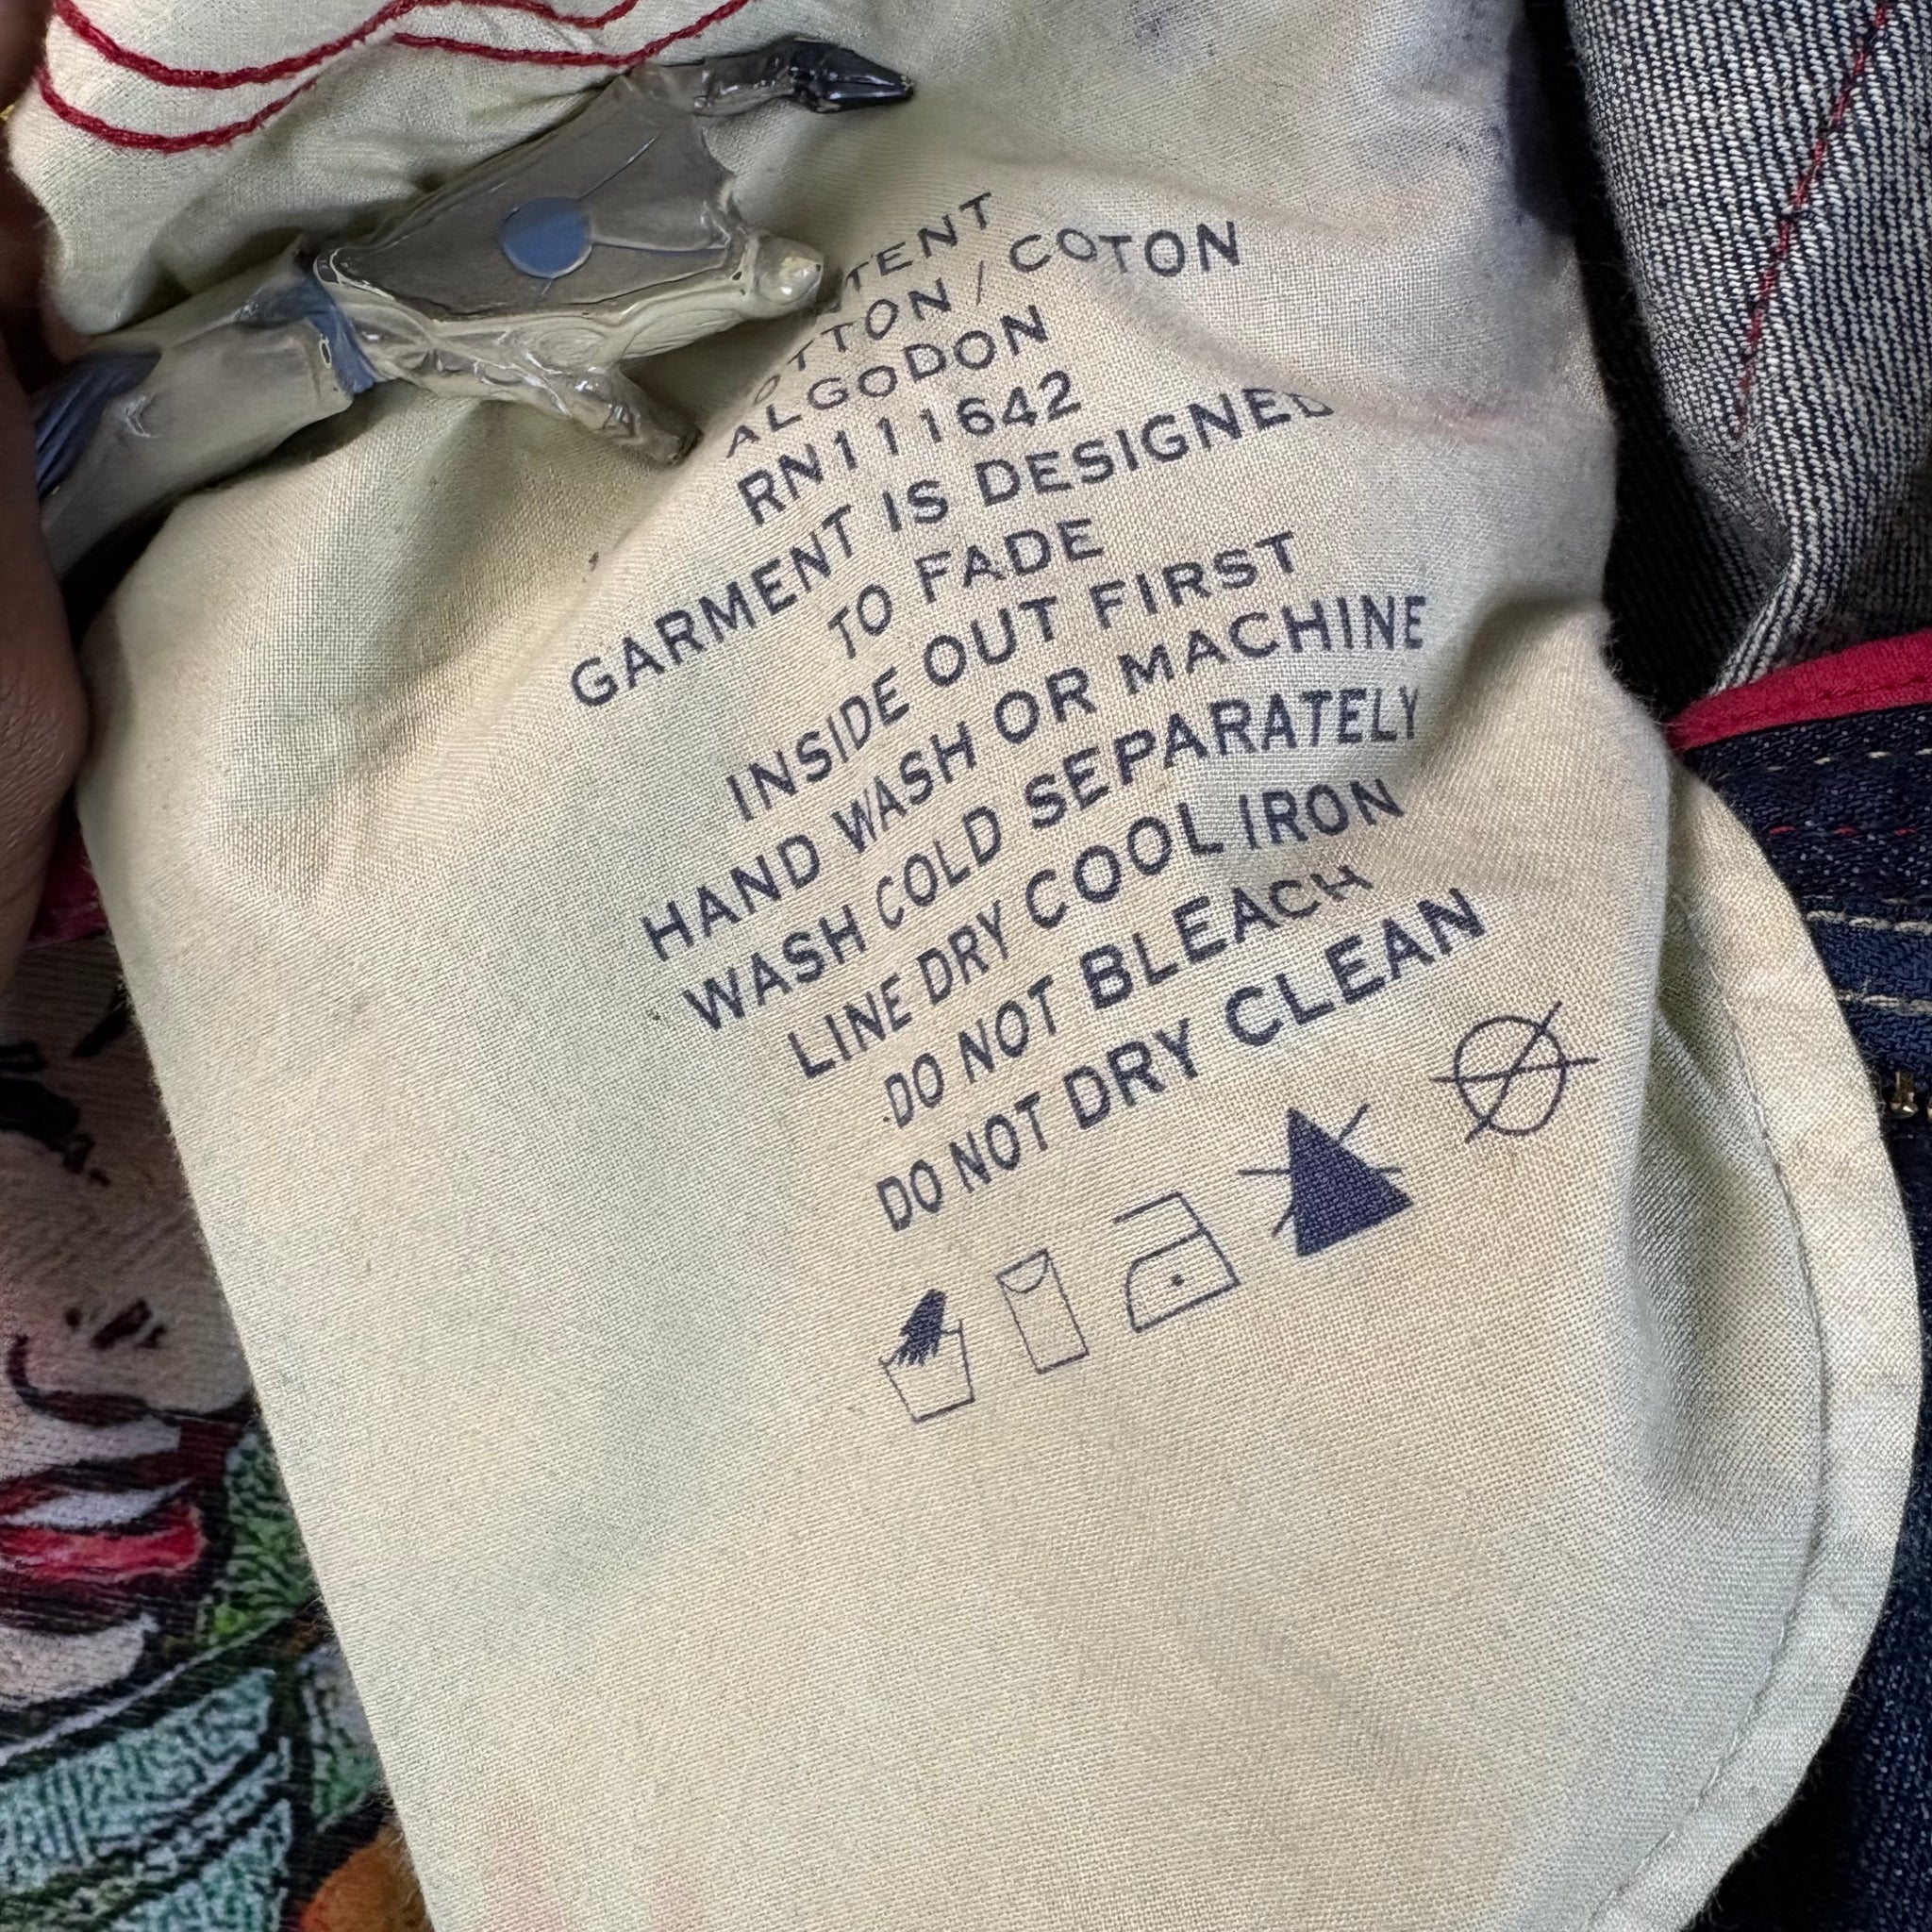 COTON
ALGODON
RN111642
GARMENT IS DESIGNED
TO FADE
INSIDE OUT FIRST
HAND WASH OR MACHINE
WASH COLD SEPARATELY
LINE DRY COOL IRON
DO NOT BLEACH
DO NOT DRY CLEAN